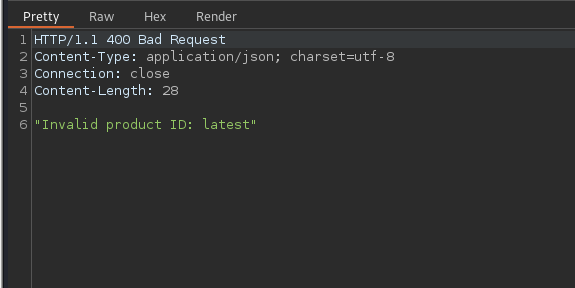 Pretty Raw Hex Render
1 HTTP/1.1 400 Bad Request
2 Content-Type: application/json; charset=utf-8
3 Connection: close
4 Content-Length: 28
5
6 "Invalid product ID: latest"